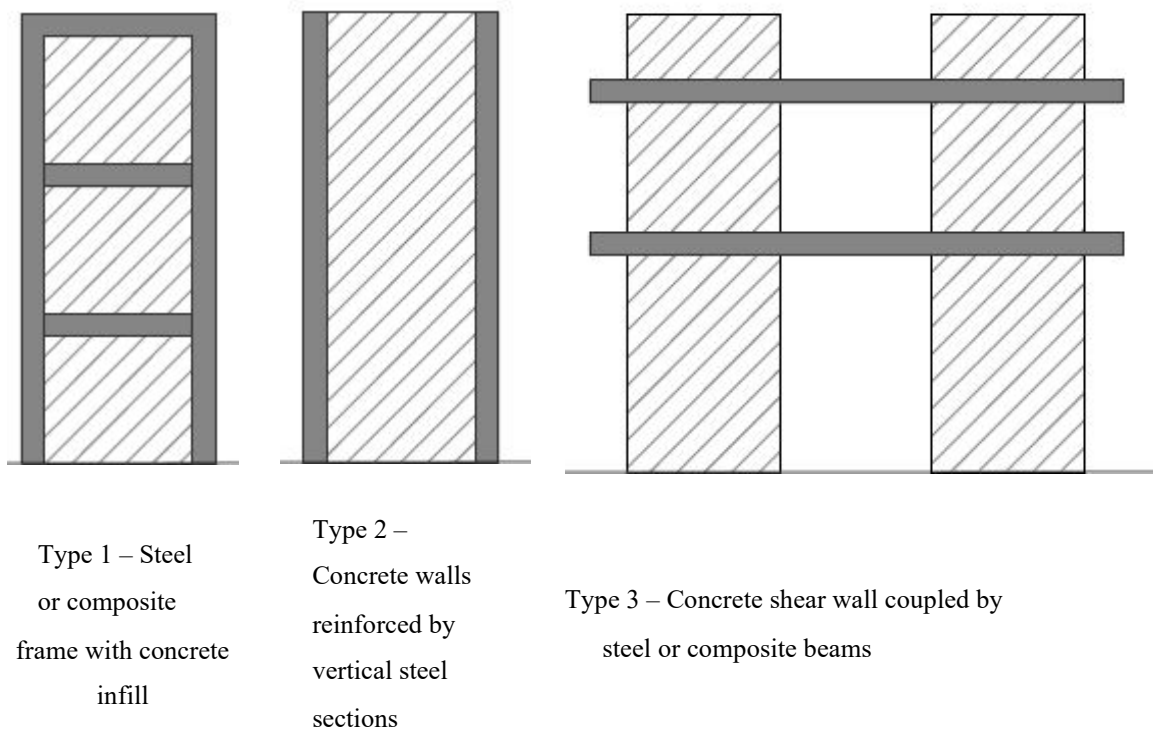 Type 1 – Steel
or composite
frame with concrete
infill
Type 2 –
Concrete walls
reinforced by
vertical steel
sections
Type 3 – Concrete shear wall coupled by
steel or composite beams